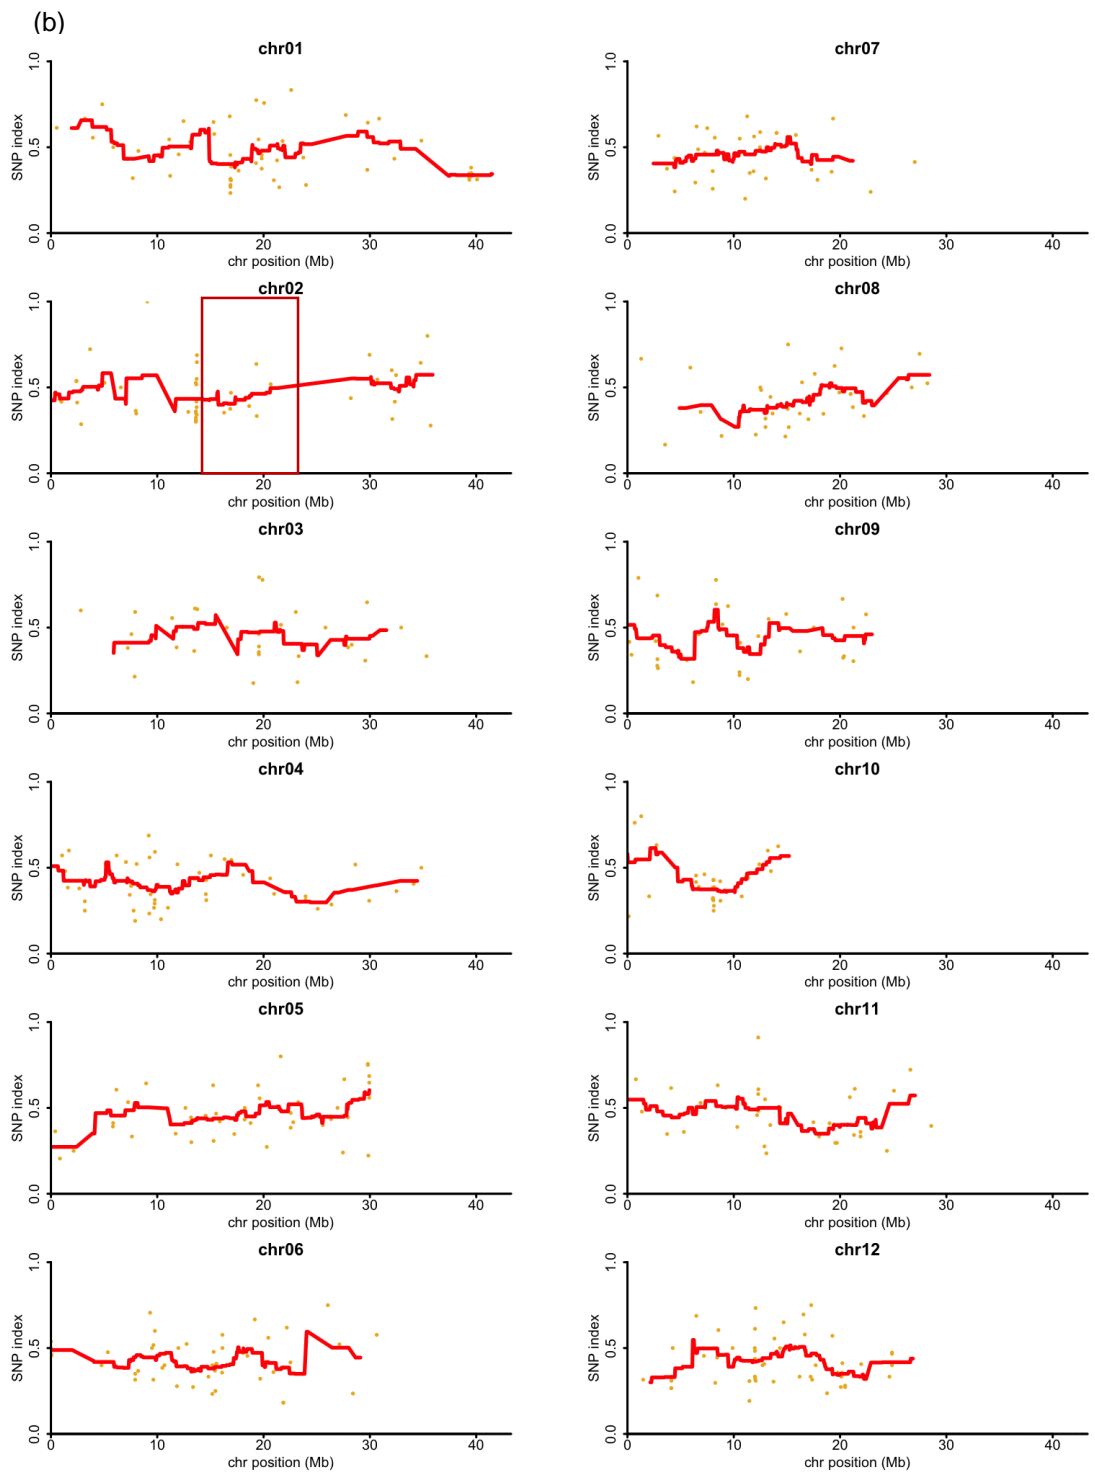 (b)
chr01
SNP index
0.0 0.5 1.0
0 10 20 30 40
chr position (Mb)
chr07
SNP index
0.0 0.5 1.0
0 10 20 30 40
chr position (Mb)
chr02
SNP index
0.0 0.5 1.0
0 10 20 30 40
chr position (Mb)
chr08
SNP index
0.0 0.5 1.0
0 10 20 30 40
chr position (Mb)
chr03
SNP index
0.0 0.5 1.0
0 10 20 30 40
chr position (Mb)
chr09
SNP index
0.0 0.5 1.0
0 10 20 30 40
chr position (Mb)
chr04
SNP index
0.0 0.5 1.0
0 10 20 30 40
chr position (Mb)
chr10
SNP index
0.0 0.5 1.0
0 10 20 30 40
chr position (Mb)
chr05
SNP index
0.0 0.5 1.0
0 10 20 30 40
chr position (Mb)
chr11
SNP index
0.0 0.5 1.0
0 10 20 30 40
chr position (Mb)
chr06
SNP index
0.0 0.5 1.0
0 10 20 30 40
chr position (Mb)
chr12
SNP index
0.0 0.5 1.0
0 10 20 30 40
chr position (Mb)